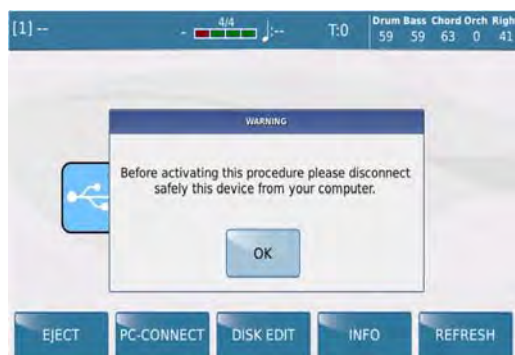 [1] --
- 4/4 ♩:-- T:0
Drum Bass Chord Orch Righ
59 59 63 0 41
WARNING
Before activating this procedure please disconnect
safely this device from your computer.
OK
EJECT PC-CONNECT DISK EDIT INFO REFRESH